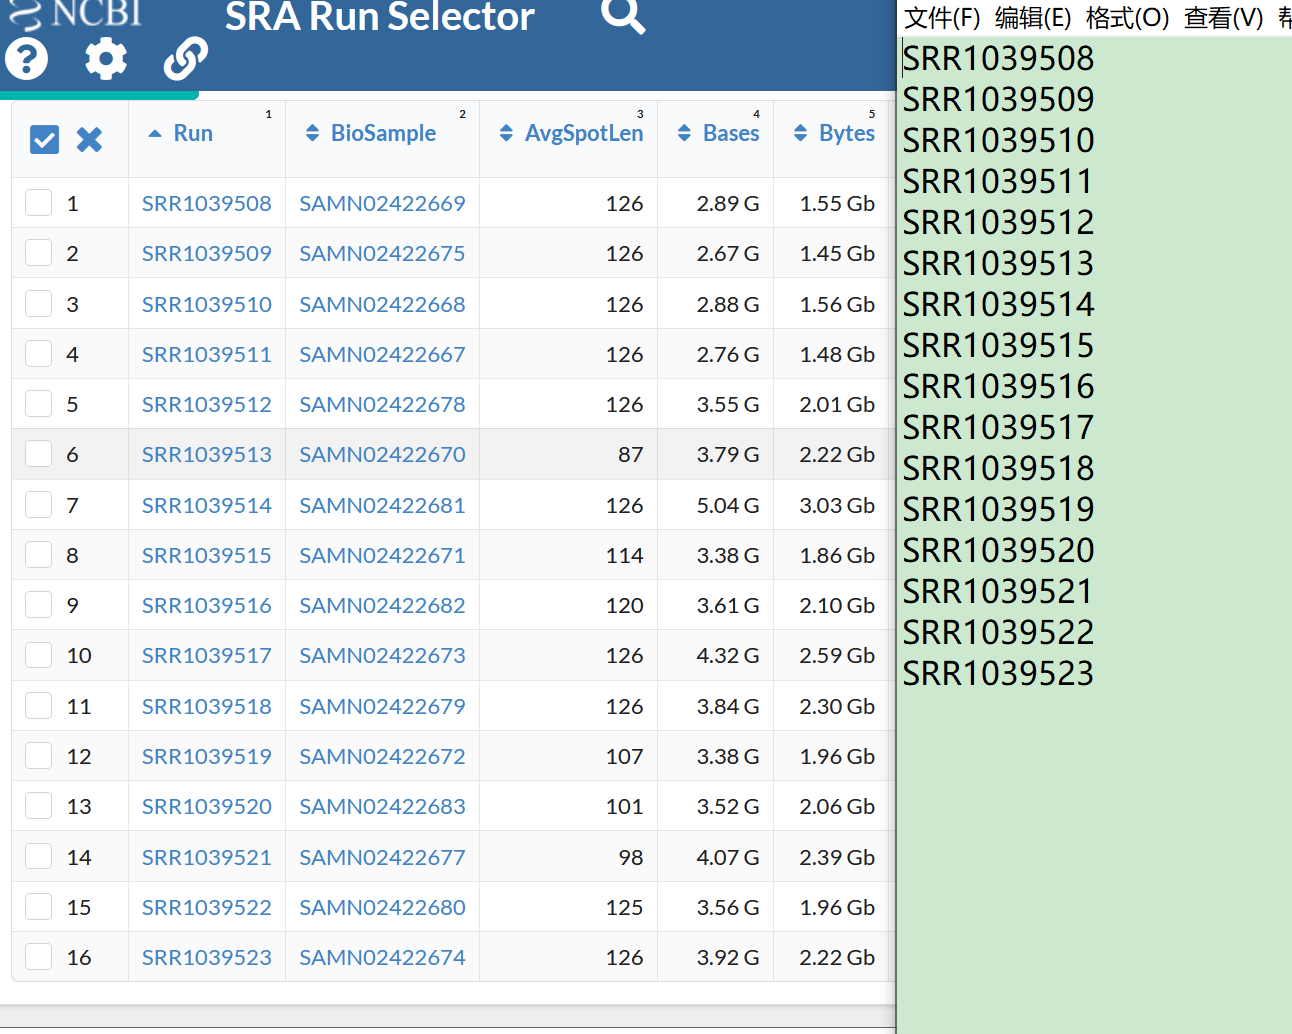 NCBI
SRA Run Selector
1 2 3 4 5
Run BioSample AvgSpotLen Bases Bytes
1 SRR1039508 SAMN02422669 126 2.89 G 1.55 Gb
2 SRR1039509 SAMN02422675 126 2.67 G 1.45 Gb
3 SRR1039510 SAMN02422668 126 2.88 G 1.56 Gb
4 SRR1039511 SAMN02422667 126 2.76 G 1.48 Gb
5 SRR1039512 SAMN02422678 126 3.55 G 2.01 Gb
6 SRR1039513 SAMN02422670 87 3.79 G 2.22 Gb
7 SRR1039514 SAMN02422681 126 5.04 G 3.03 Gb
8 SRR1039515 SAMN02422671 114 3.38 G 1.86 Gb
9 SRR1039516 SAMN02422682 120 3.61 G 2.10 Gb
10 SRR1039517 SAMN02422673 126 4.32 G 2.59 Gb
11 SRR1039518 SAMN02422679 126 3.84 G 2.30 Gb
12 SRR1039519 SAMN02422672 107 3.38 G 1.96 Gb
13 SRR1039520 SAMN02422683 101 3.52 G 2.06 Gb
14 SRR1039521 SAMN02422677 98 4.07 G 2.39 Gb
15 SRR1039522 SAMN02422680 125 3.56 G 1.96 Gb
16 SRR1039523 SAMN02422674 126 3.92 G 2.22 Gb
文件(F) 编辑(E) 格式(O) 查看(V)
SRR1039508
SRR1039509
SRR1039510
SRR1039511
SRR1039512
SRR1039513
SRR1039514
SRR1039515
SRR1039516
SRR1039517
SRR1039518
SRR1039519
SRR1039520
SRR1039521
SRR1039522
SRR1039523